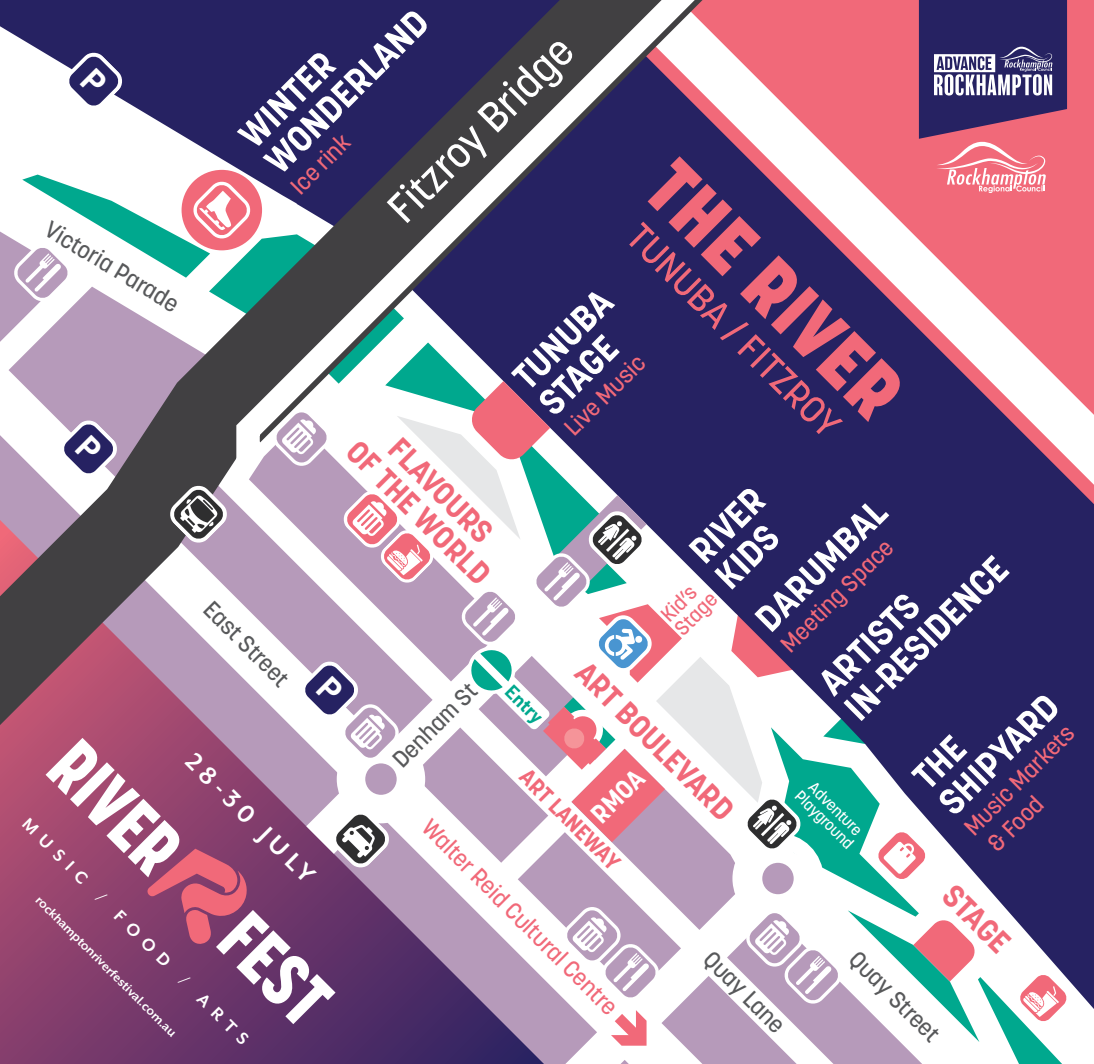 WINTER
WONDERLAND
Ice rink
Fitzroy Bridge
ADVANCE
Rockhampton
Regional Council
ROCKHAMPTON
Rockhampton
Regional Council
P
Victoria Parade
THE RIVER
TUNUBA / FITZROY
TUNUBA
STAGE
Live Music
P
FLAVOURS
OF THE WORLD
RIVER
KIDS
Kid's
Stage
DARUMBAL
Meeting Space
ARTISTS
IN-RESIDENCE
THE
SHIPYARD
Music Markets
& Food
East Street
P
Denham St
Entry
ART BOULEVARD
RMOA
ART LANEWAY
Adventure
Playground
Walter Reid Cultural Centre
STAGE
Quay Lane
Quay Street
28-30 JULY
RIVER FEST
MUSIC / FOOD / ARTS
rockhamptonriverfestival.com.au